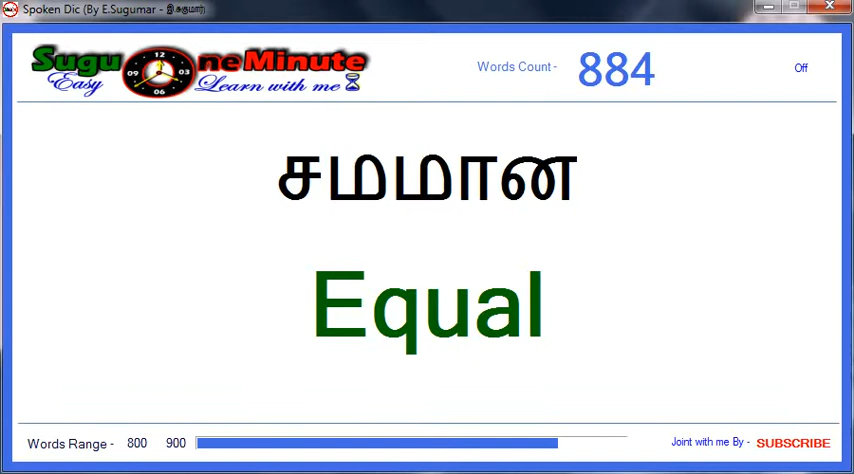 Spoken Dic (By E.Sugumar - இ.சுகுமார்)
Sugu One Minute
Easy Learn with me
12
09 03
06
Words Count - 884 Off
சமமான
Equal
Words Range - 800 900 Joint with me By - SUBSCRIBE